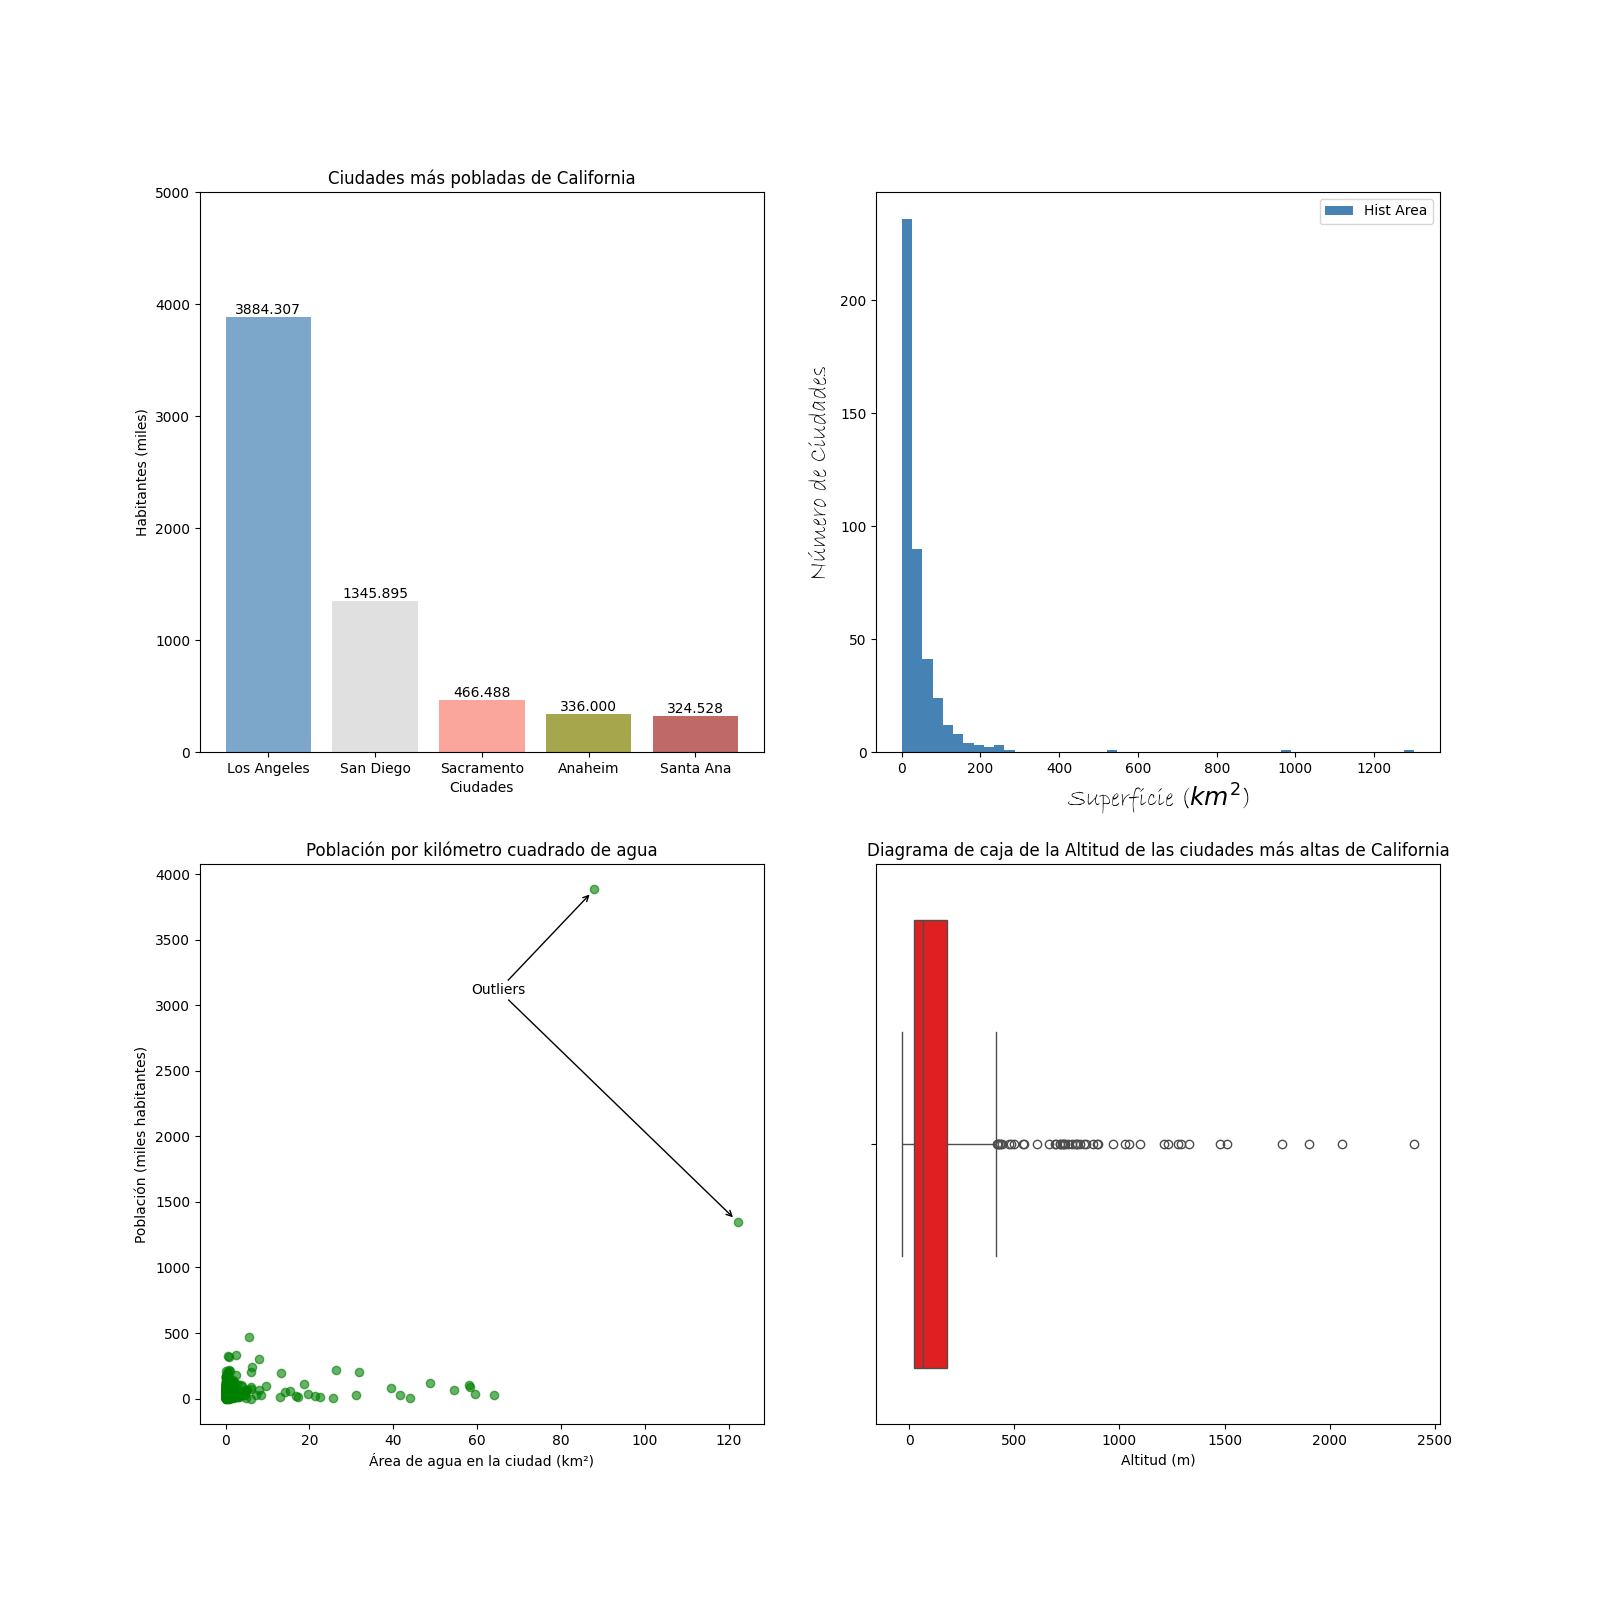 Ciudades más pobladas de California
5000
4000
3000
2000
1000
0
Habitantes (miles)
3884.307
1345.895
466.488
336.000
324.528
Los Angeles San Diego Sacramento Anaheim Santa Ana
Ciudades
Hist Area
200
150
100
50
0
Número de Ciudades
0 200 400 600 800 1000 1200
Superficie (km²)
Población por kilómetro cuadrado de agua
4000
3500
3000
2500
2000
1500
1000
500
0
Población (miles habitantes)
Outliers
0 20 40 60 80 100 120
Área de agua en la ciudad (km²)
Diagrama de caja de la Altitud de las ciudades más altas de California
0 500 1000 1500 2000 2500
Altitud (m)